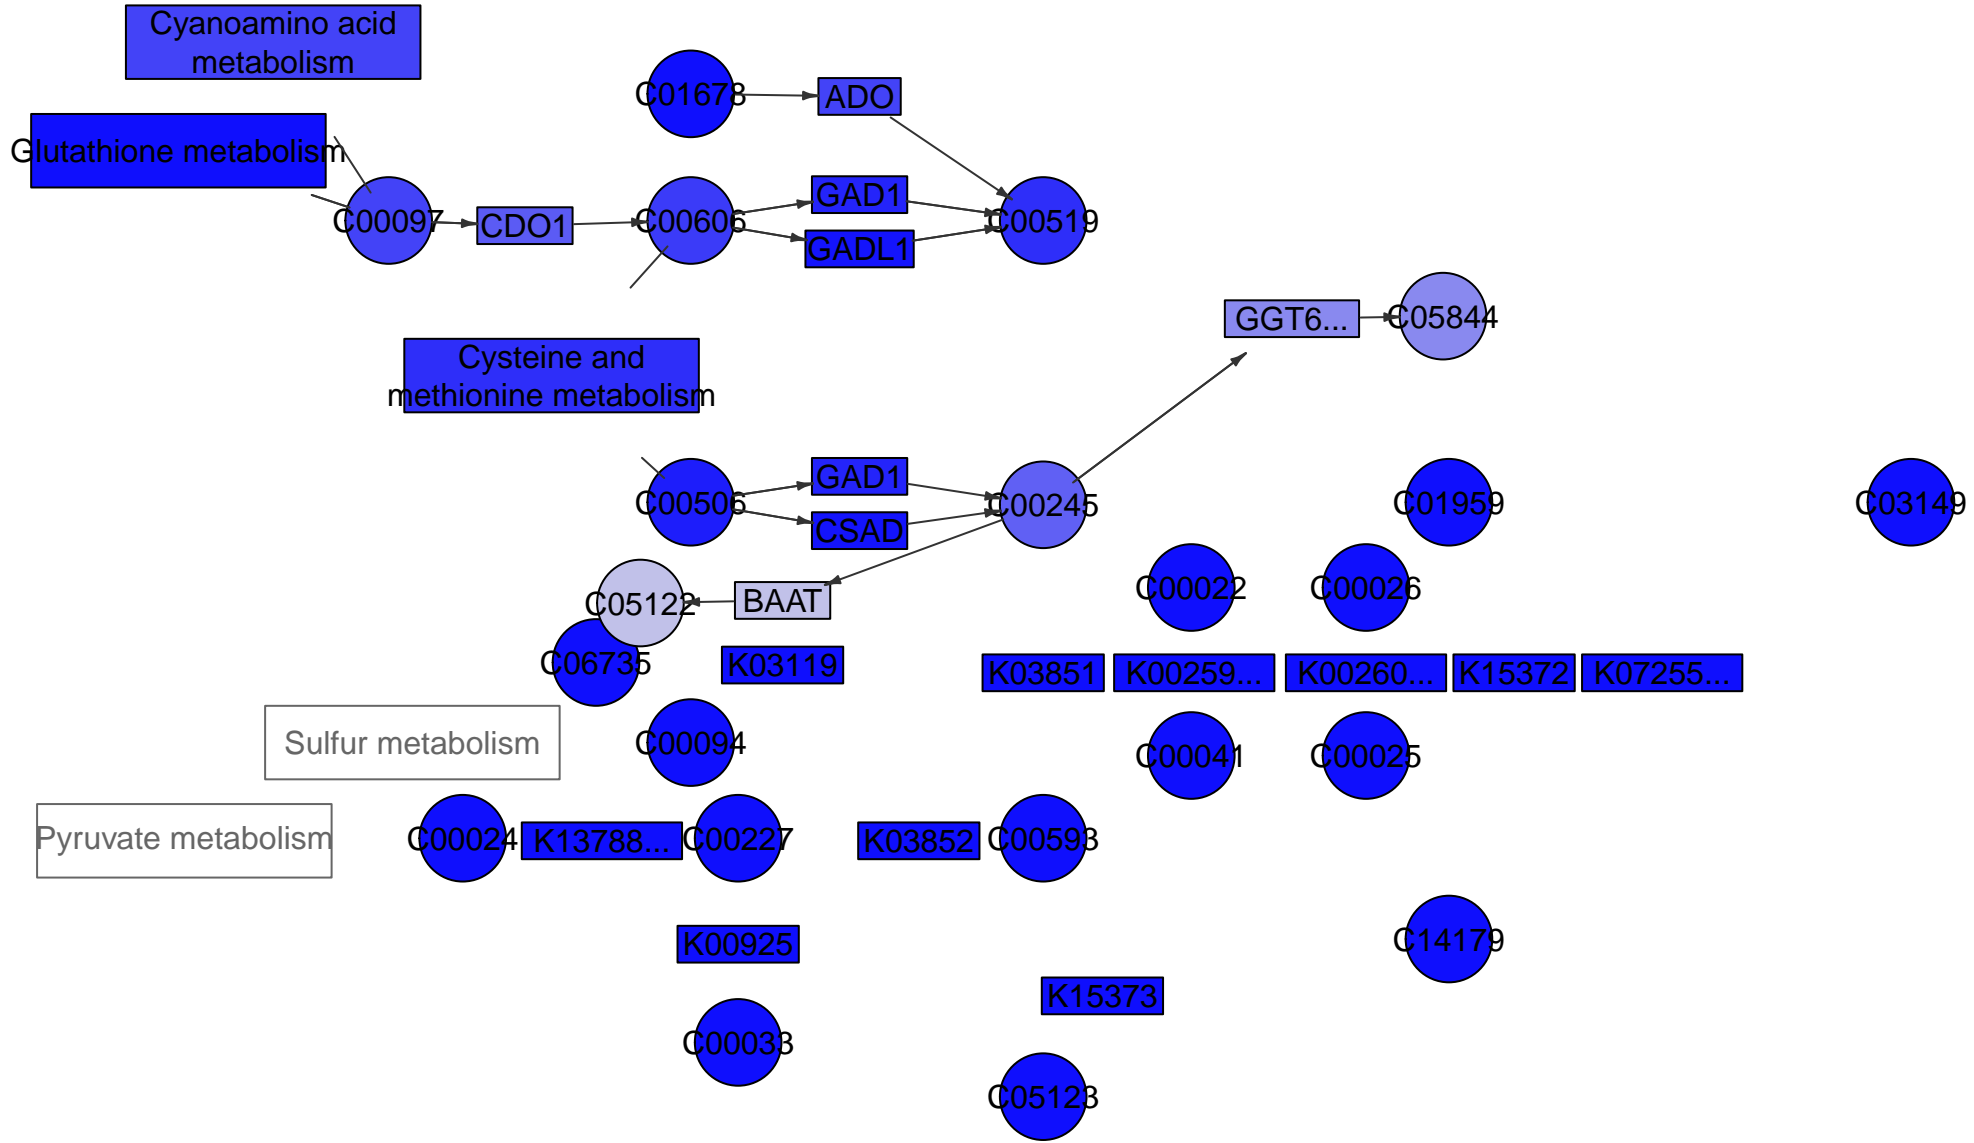 Cyanoamino acid
metabolism
C01678
ADO
Glutathione metabolism
C00097
CDO1
C00606
GAD1
GADL1
C00519
GGT6...
C05844
Cysteine and
methionine metabolism
C00506
GAD1
CSAD
C00245
C01959
C03149
C05122
BAAT
C00022
C00026
C06735
K03119
K03851
K00259...
K00260...
K15372
K07255...
Sulfur metabolism
C00094
C00041
C00025
Pyruvate metabolism
C00024
K13788...
C00227
K03852
C00593
K00925
C14179
K15373
C00033
C05123